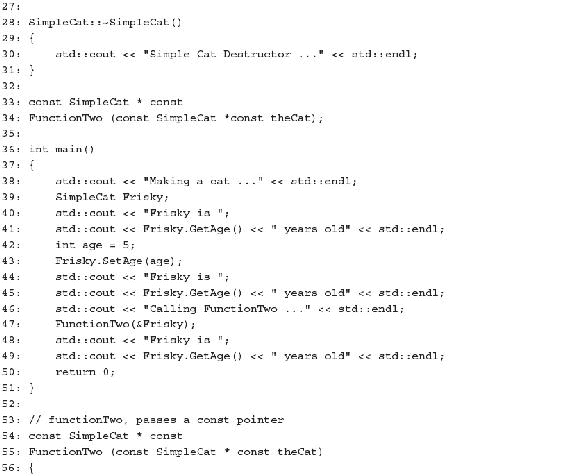 27:
28: SimpleCat::~SimpleCat()
29: {
30:     std::cout << "Simple Cat Destructor ..." << std::endl;
31: }
32:
33: const SimpleCat * const
34: FunctionTwo (const SimpleCat *const theCat);
35:
36: int main()
37: {
38:     std::cout << "Making a cat ..." << std::endl;
39:     SimpleCat Frisky;
40:     std::cout << "Frisky is ";
41:     std::cout << Frisky.GetAge() << " years old" << std::endl;
42:     int age = 5;
43:     Frisky.SetAge(age);
44:     std::cout << "Frisky is ";
45:     std::cout << Frisky.GetAge() << " years old" << std::endl;
46:     std::cout << "Calling FunctionTwo ..." << std::endl;
47:     FunctionTwo(&Frisky);
48:     std::cout << "Frisky is ";
49:     std::cout << Frisky.GetAge() << " years old" << std::endl;
50:     return 0;
51: }
52:
53: // functionTwo, passes a const pointer
54: const SimpleCat * const
55: FunctionTwo (const SimpleCat * const theCat)
56: {